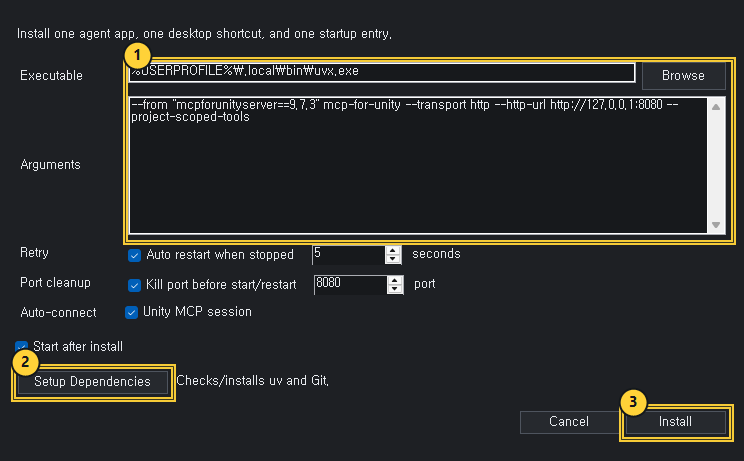 Install one agent app, one desktop shortcut, and one startup entry.
1
Executable
%USERPROFILE%₩.local₩bin₩uvx.exe
Browse
--from "mcpforunityserver==9.7.3" mcp-for-unity --transport http --http-url http://127.0.0.1:8080 --
project-scoped-tools
Arguments
Retry
Auto restart when stopped
5
seconds
Port cleanup
Kill port before start/restart
8080
port
Auto-connect
Unity MCP session
Start after install
2
Setup Dependencies
Checks/installs uv and Git.
3
Cancel
Install